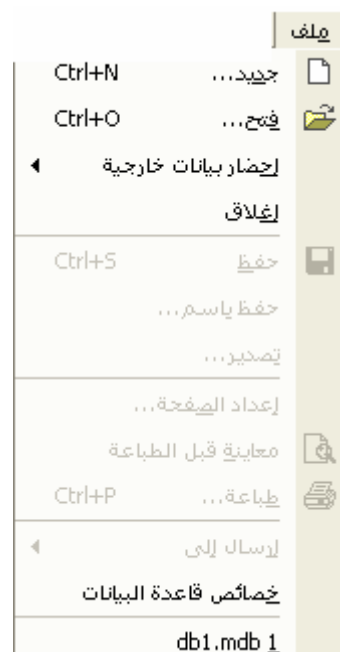 ملف
جديد... Ctrl+N
فتح... Ctrl+O
إحضار بيانات خارجية
إغلاق
حفظ Ctrl+S
حفظ باسم...
تصدير...
إعداد الصفحة...
معاينة قبل الطباعة
طباعة... Ctrl+P
إرسال إلى
خصائص قاعدة البيانات
1 db1.mdb